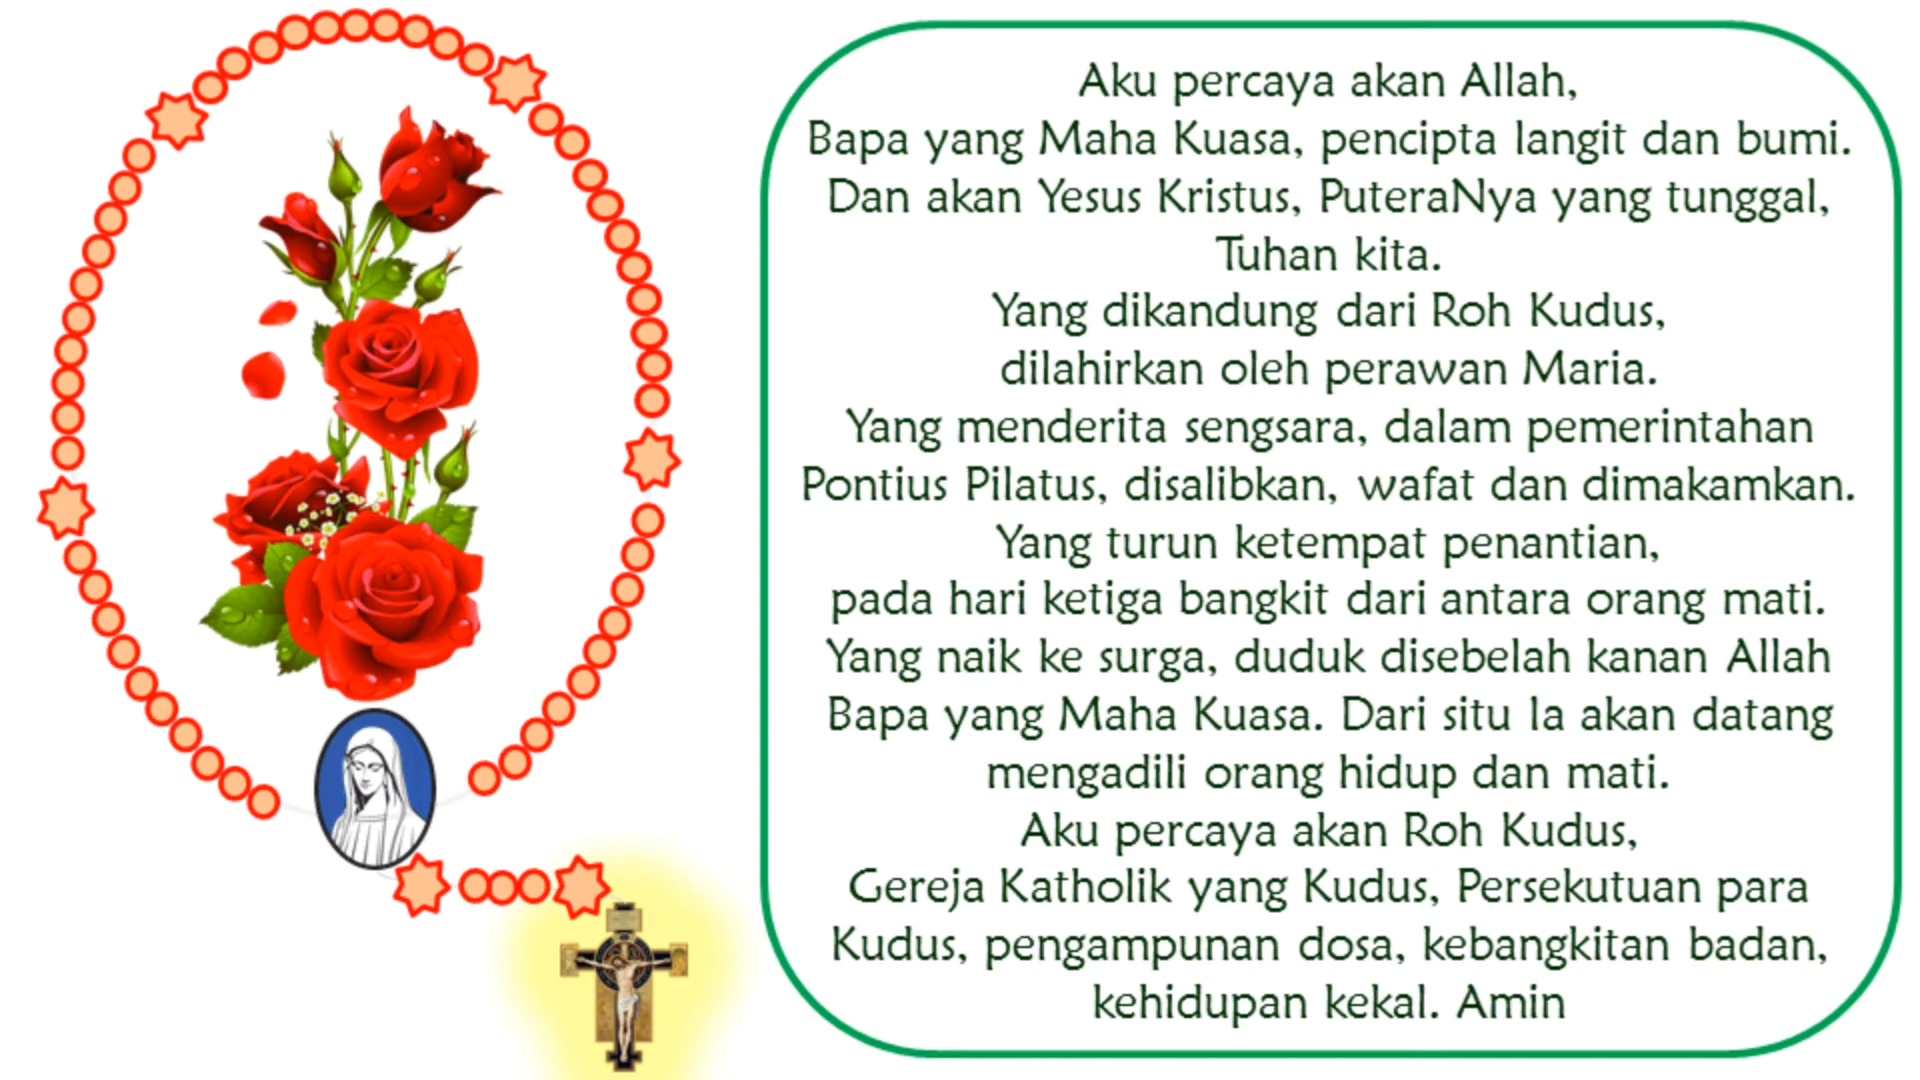 Aku percaya akan Allah,
Bapa yang Maha Kuasa, pencipta langit dan bumi.
Dan akan Yesus Kristus, PuteraNya yang tunggal,
Tuhan kita.
Yang dikandung dari Roh Kudus,
dilahirkan oleh perawan Maria.
Yang menderita sengsara, dalam pemerintahan
Pontius Pilatus, disalibkan, wafat dan dimakamkan.
Yang turun ketempat penantian,
pada hari ketiga bangkit dari antara orang mati.
Yang naik ke surga, duduk disebelah kanan Allah
Bapa yang Maha Kuasa. Dari situ Ia akan datang
mengadili orang hidup dan mati.
Aku percaya akan Roh Kudus,
Gereja Katholik yang Kudus, Persekutuan para
Kudus, pengampunan dosa, kebangkitan badan,
kehidupan kekal. Amin